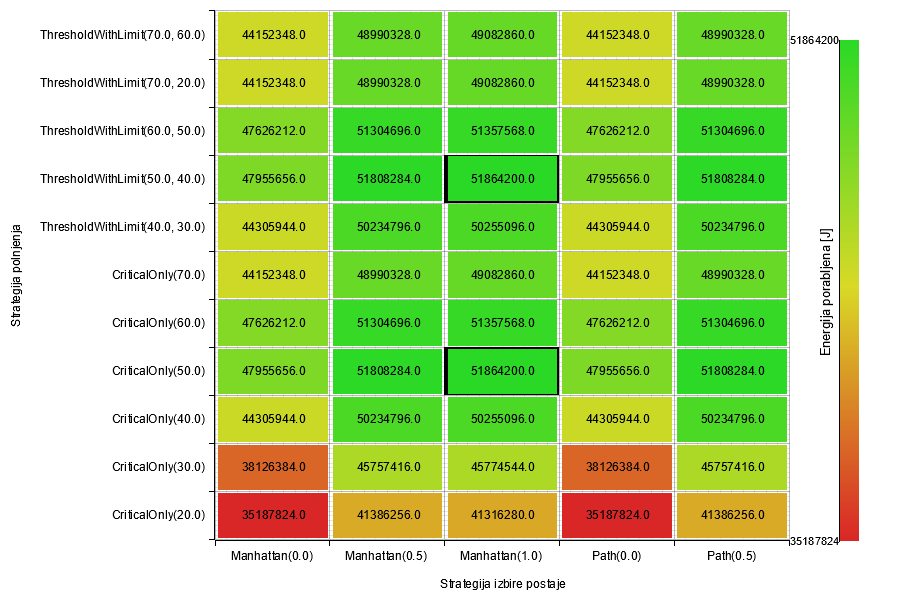 ThresholdWithLimit(70.0, 60.0) 44152348.0 48990328.0 49082860.0 44152348.0 48990328.0
51864200
ThresholdWithLimit(70.0, 20.0) 44152348.0 48990328.0 49082860.0 44152348.0 48990328.0
ThresholdWithLimit(60.0, 50.0) 47626212.0 51304696.0 51357568.0 47626212.0 51304696.0
ThresholdWithLimit(50.0, 40.0) 47955656.0 51808284.0 51864200.0 47955656.0 51808284.0
ThresholdWithLimit(40.0, 30.0) 44305944.0 50234796.0 50255096.0 44305944.0 50234796.0
CriticalOnly(70.0) 44152348.0 48990328.0 49082860.0 44152348.0 48990328.0
CriticalOnly(60.0) 47626212.0 51304696.0 51357568.0 47626212.0 51304696.0
CriticalOnly(50.0) 47955656.0 51808284.0 51864200.0 47955656.0 51808284.0
CriticalOnly(40.0) 44305944.0 50234796.0 50255096.0 44305944.0 50234796.0
CriticalOnly(30.0) 38126384.0 45757416.0 45774544.0 38126384.0 45757416.0
CriticalOnly(20.0) 35187824.0 41386256.0 41316280.0 35187824.0 41386256.0
35187824
Manhattan(0.0) Manhattan(0.5) Manhattan(1.0) Path(0.0) Path(0.5)
Strategija izbire postaje
Strategija polnjenja
Energija porabljena [J]